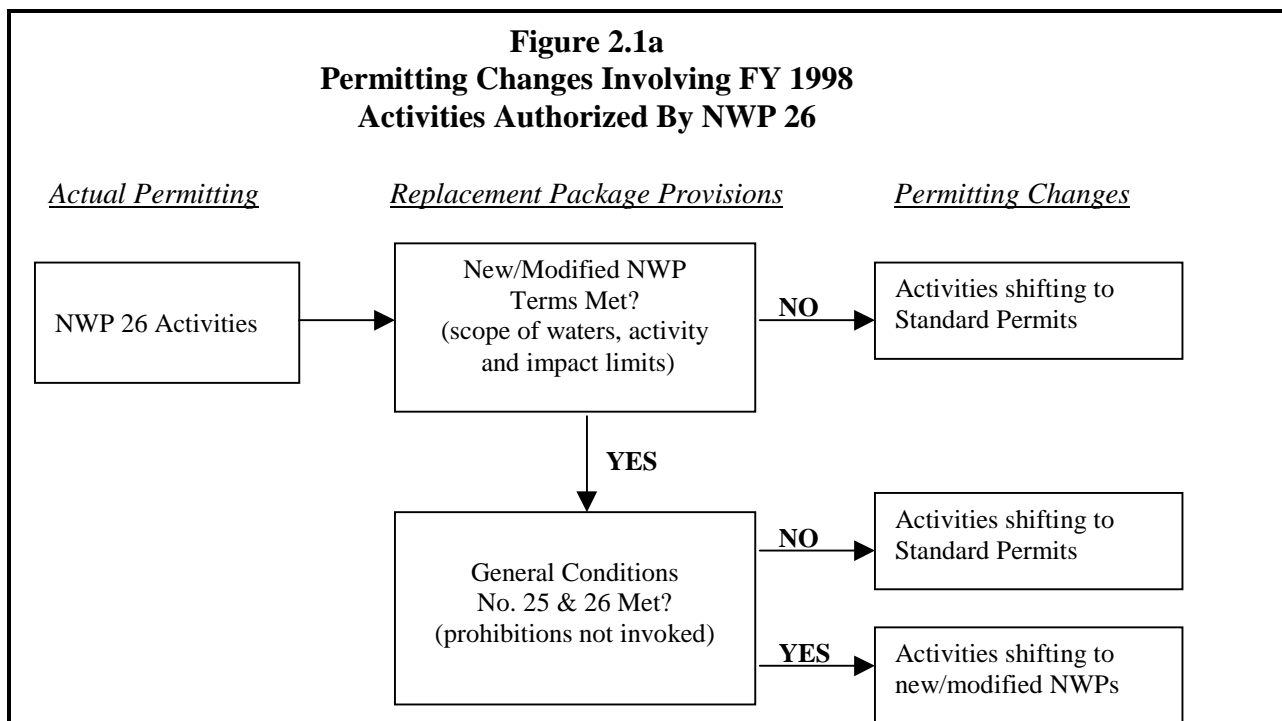 Figure 2.1a
Permitting Changes Involving FY 1998
Activities Authorized By NWP 26
Actual Permitting
Replacement Package Provisions
Permitting Changes
NWP 26 Activities
New/Modified NWP
Terms Met?
(scope of waters, activity
and impact limits)
NO
Activities shifting to
Standard Permits
YES
General Conditions
No. 25 & 26 Met?
(prohibitions not invoked)
NO
Activities shifting to
Standard Permits
YES
Activities shifting to
new/modified NWPs